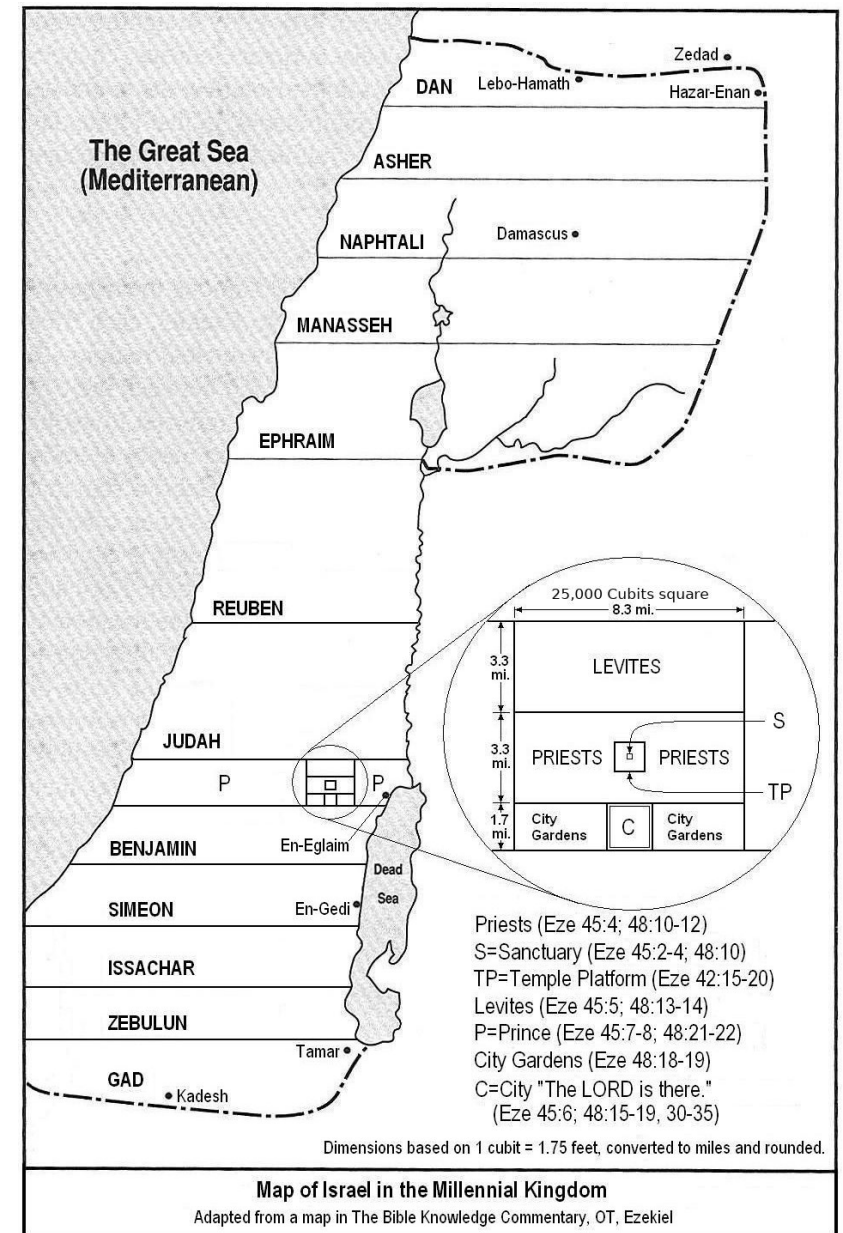 Zedad
DAN
Lebo-Hamath
Hazar-Enan
The Great Sea
(Mediterranean)
ASHER
NAPHTALI
Damascus
MANASSEH
EPHRAIM
REUBEN
25,000 Cubits square
8.3 mi.
3.3
mi.
LEVITES
S
JUDAH
3.3
mi.
PRIESTS
PRIESTS
P
P
TP
1.7
mi.
City
Gardens
C
City
Gardens
BENJAMIN
En-Eglaim
Dead
Sea
SIMEON
En-Gedi
ISSACHAR
ZEBULUN
Tamar
GAD
Kadesh
Priests (Eze 45:4; 48:10-12)
S=Sanctuary (Eze 45:2-4; 48:10)
TP=Temple Platform (Eze 42:15-20)
Levites (Eze 45:5; 48:13-14)
P=Prince (Eze 45:7-8; 48:21-22)
City Gardens (Eze 48:18-19)
C=City "The LORD is there."
(Eze 45:6; 48:15-19, 30-35)
Dimensions based on 1 cubit = 1.75 feet, converted to miles and rounded.
Map of Israel in the Millennial Kingdom
Adapted from a map in The Bible Knowledge Commentary, OT, Ezekiel